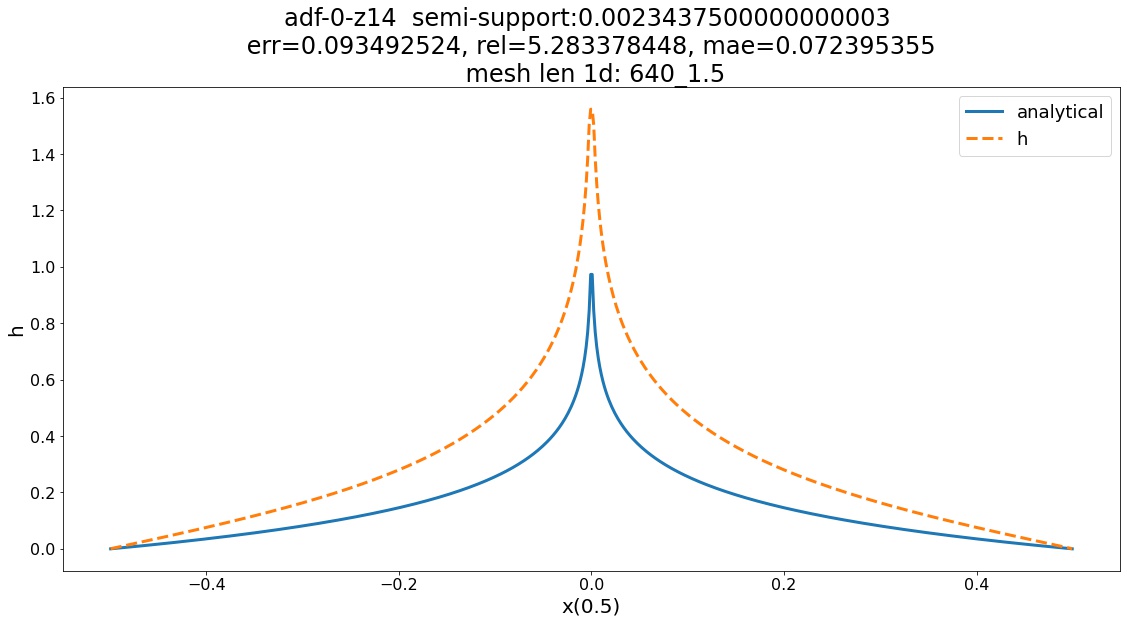 adf-0-z14  semi-support:0.0023437500000000003
err=0.093492524, rel=5.283378448, mae=0.072395355
mesh len 1d: 640_1.5
analytical
h
1.6
1.4
1.2
1.0
0.8
0.6
0.4
0.2
0.0
h
−0.4
−0.2
0.0
0.2
0.4
x(0.5)